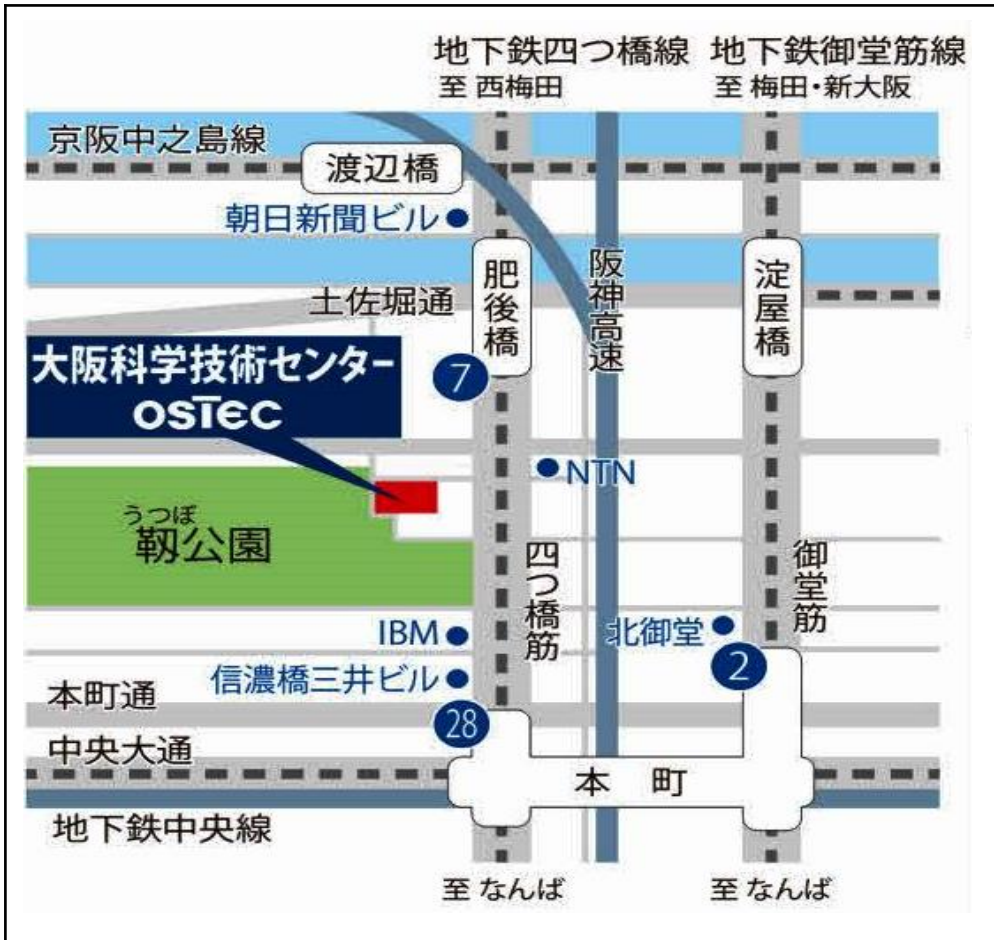 地下鉄四つ橋線
至 西梅田
地下鉄御堂筋線
至 梅田・新大阪
京阪中之島線
渡辺橋
朝日新聞ビル
肥後橋
阪神高速
淀屋橋
土佐堀通
大阪科学技術センター
OSTEC
7
NTN
うつぼ
靱公園
四つ橋筋
御堂筋
IBM
北御堂
2
信濃橋三井ビル
本町通
28
中央大通
本 町
地下鉄中央線
至 なんば
至 なんば